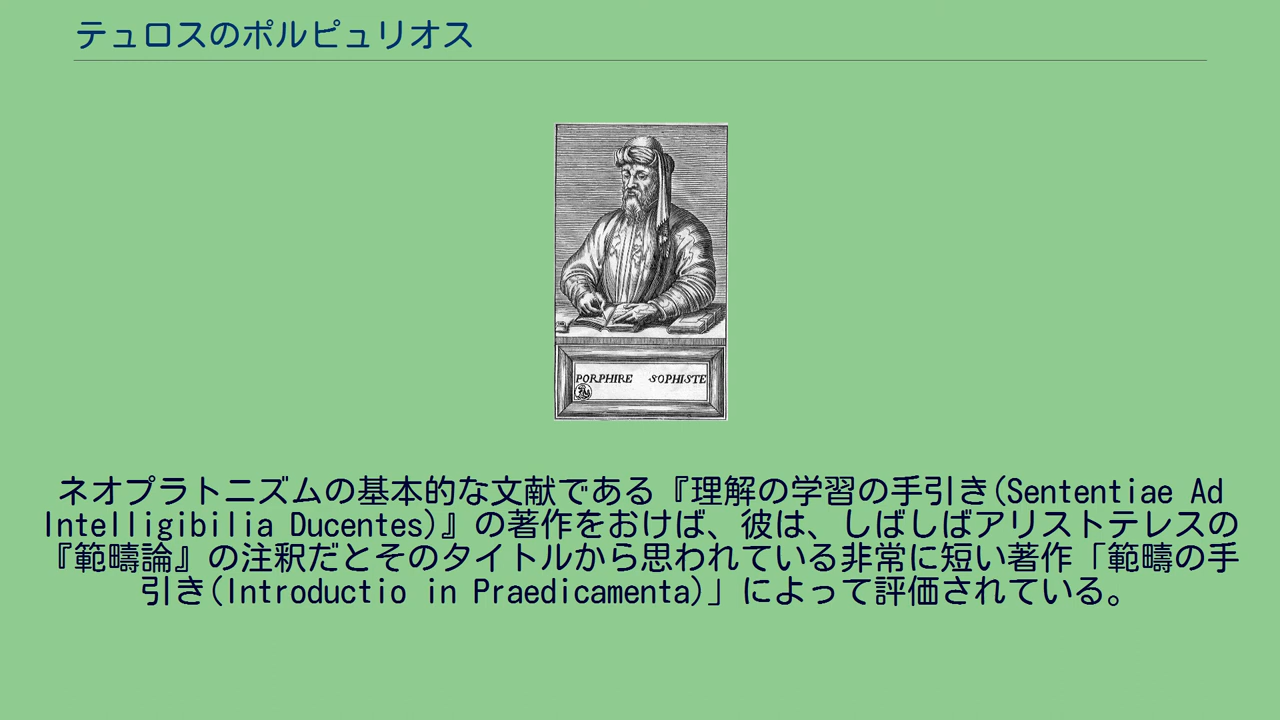 テュロスのポルピュリオス
PORPHIRE SOPHISTE
ネオプラトニズムの基本的な文献である『理解の学習の手引き(Sententiae Ad
Intelligibilia Ducentes)』の著作をおけば、彼は、しばしばアリストテレスの
『範疇論』の注釈だとそのタイトルから思われている非常に短い著作「範疇の手
引き(Introductio in Praedicamenta)」によって評価されている。